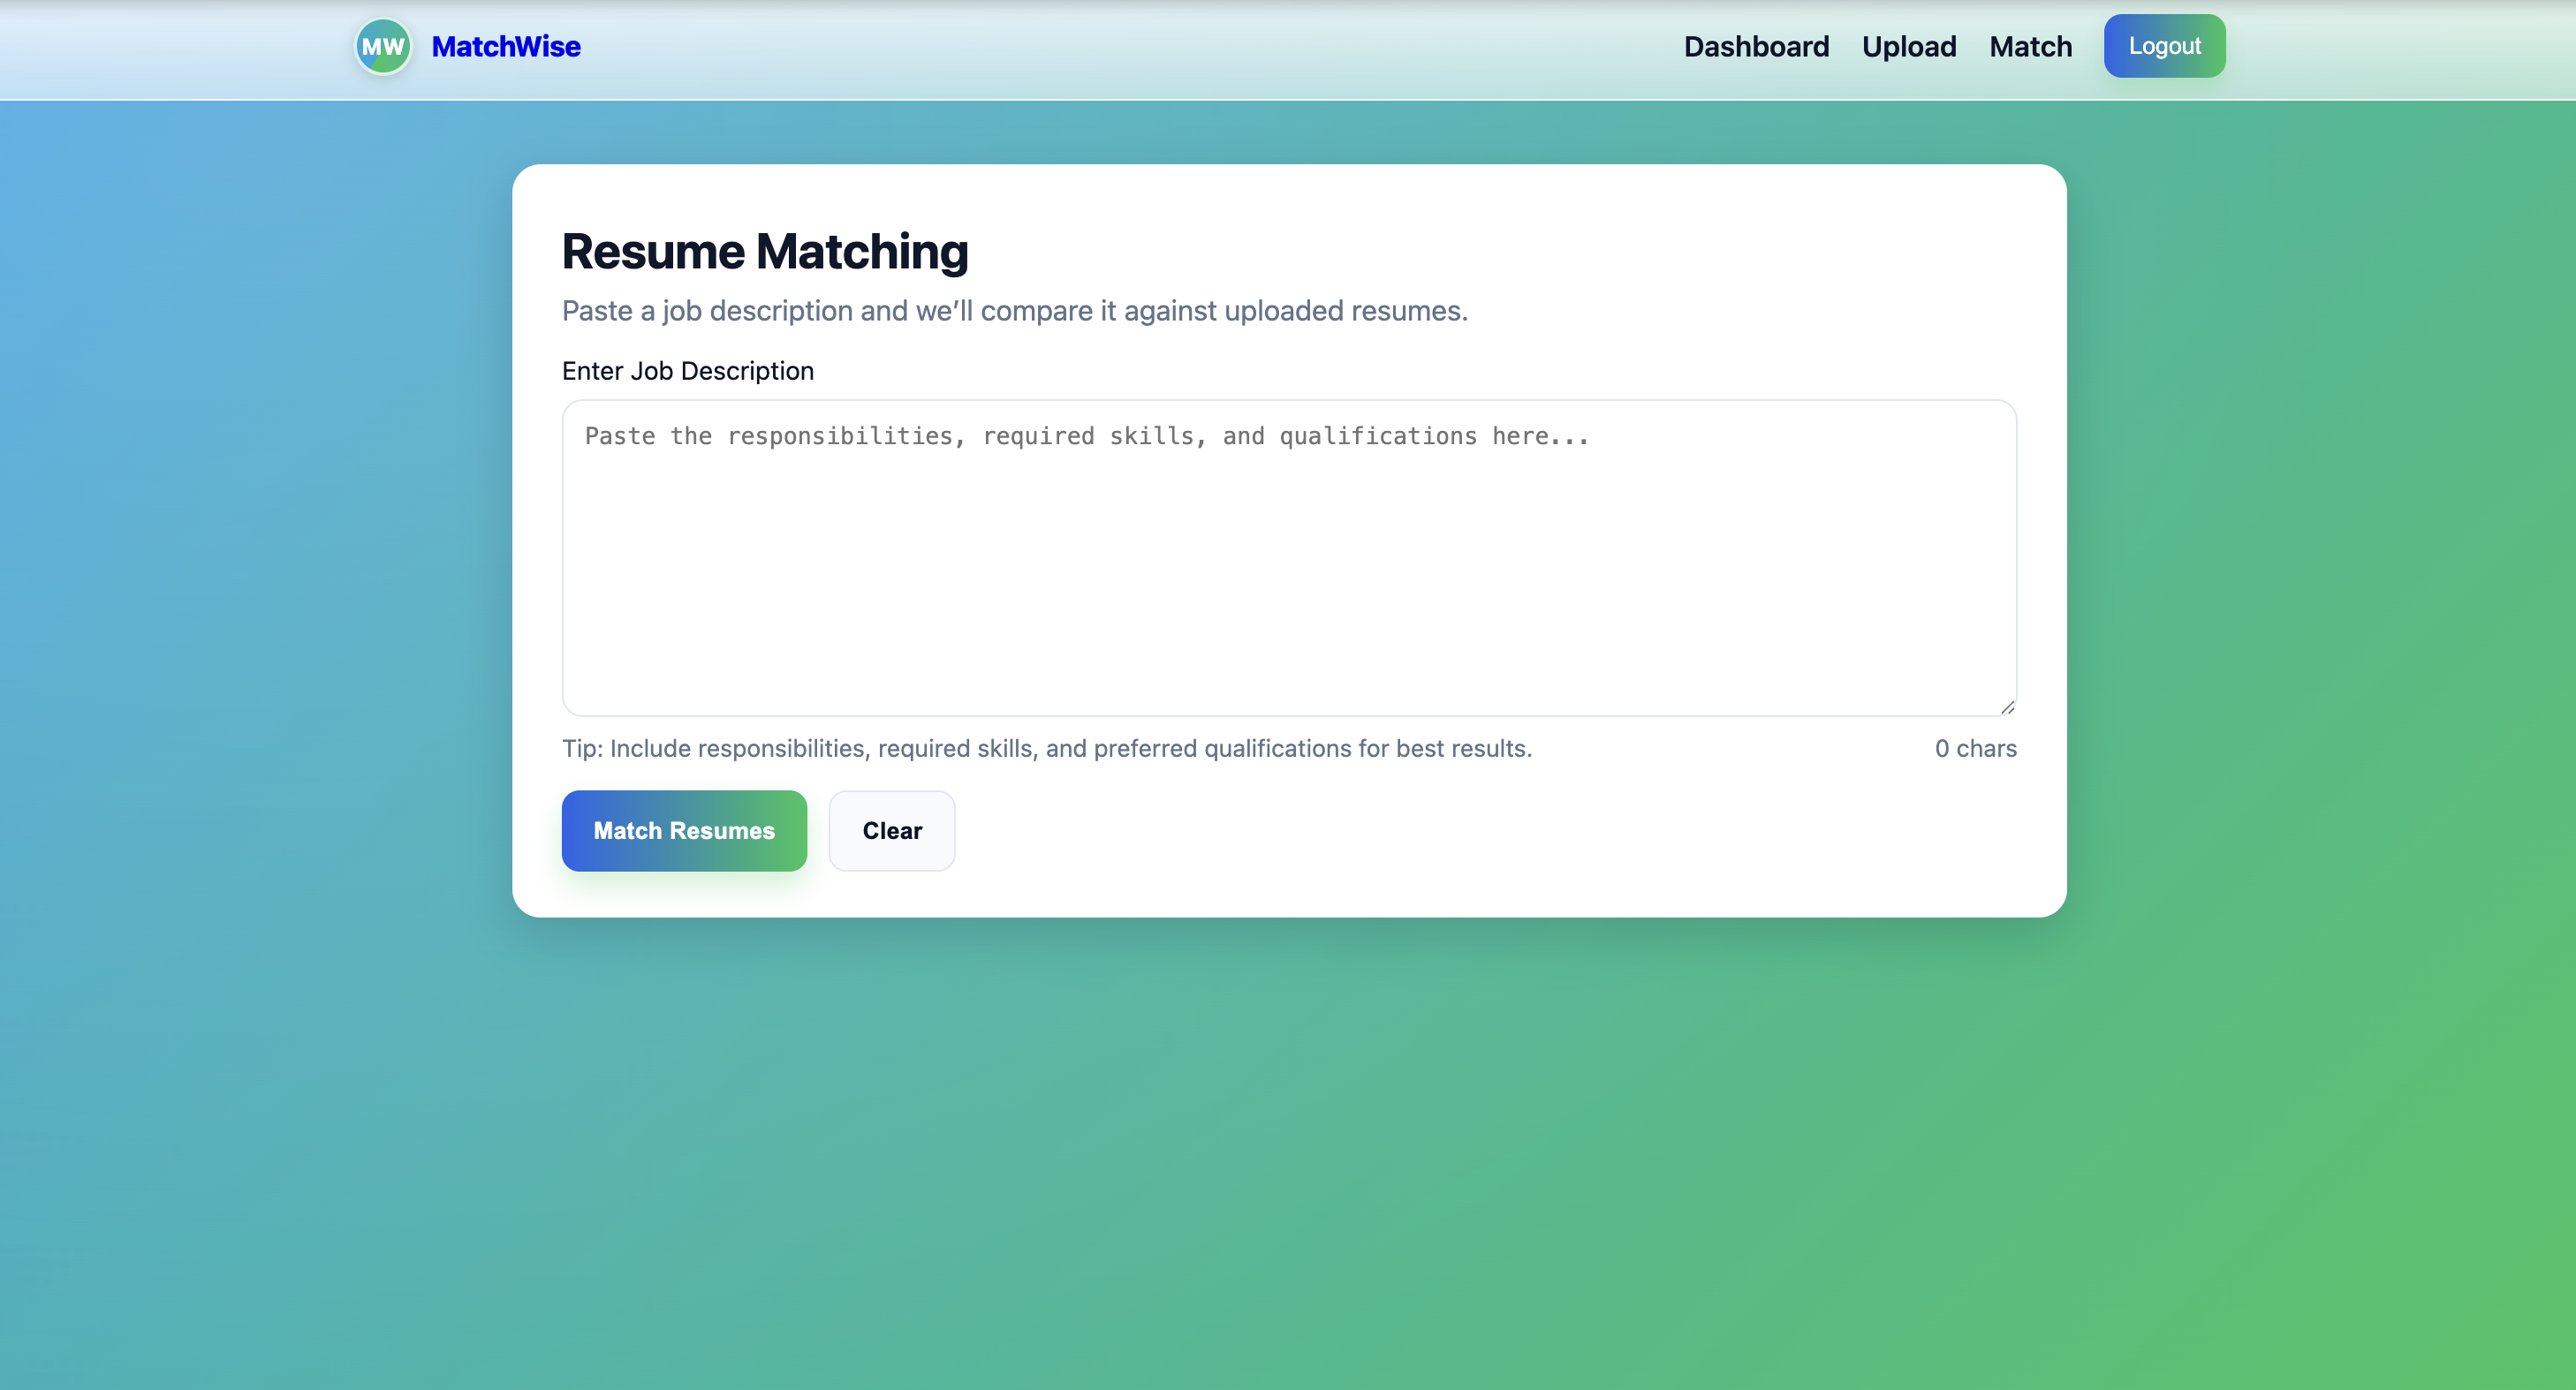 MW MatchWise Dashboard Upload Match Logout
Resume Matching
Paste a job description and we’ll compare it against uploaded resumes.
Enter Job Description
Paste the responsibilities, required skills, and qualifications here...
Tip: Include responsibilities, required skills, and preferred qualifications for best results. 0 chars
Match Resumes Clear